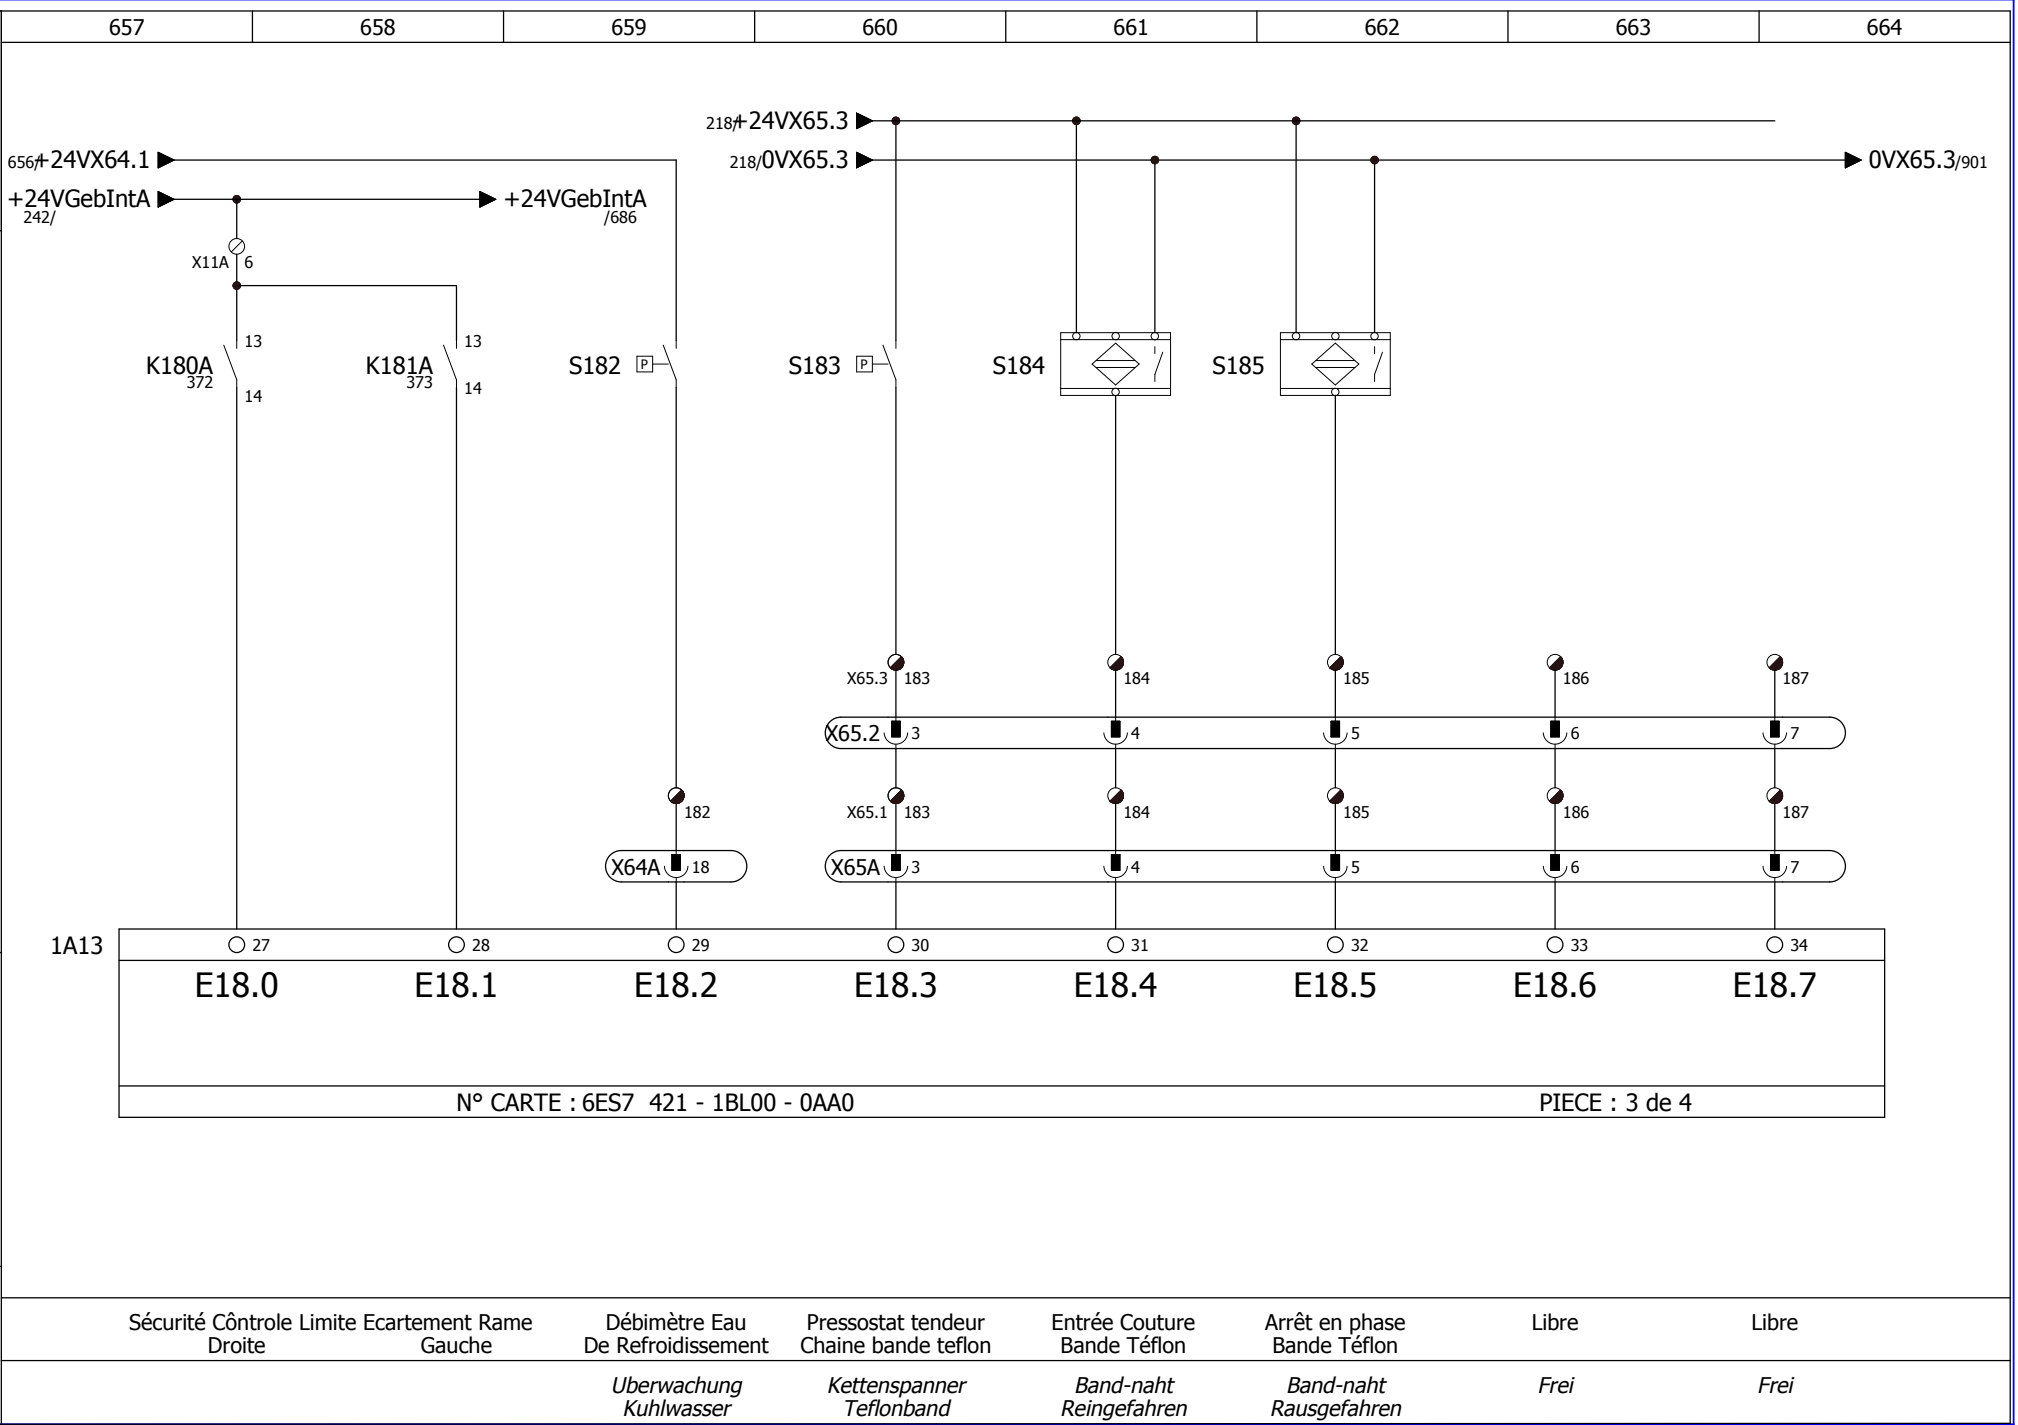 657 658 659 660 661 662 663 664
218/+24VX65.3
656/+24VX64.1 218/0VX65.3 0VX65.3/901
+24VGebIntA +24VGebIntA
242/ /686
X11A 6
13 13
K180A K181A S182 P S183 P S184 S185
372 373
14 14
X65.3 183 184 185 186 187
X65.2 3 4 5 6 7
182 X65.1 183 184 185 186 187
X64A 18 X65A 3 4 5 6 7
1A13 27 28 29 30 31 32 33 34
E18.0 E18.1 E18.2 E18.3 E18.4 E18.5 E18.6 E18.7
N° CARTE : 6ES7 421 - 1BL00 - 0AA0 PIECE : 3 de 4
Sécurité Côntrole Limite Ecartement Rame Débimètre Eau Pressostat tendeur Entrée Couture Arrêt en phase Libre Libre
Droite Gauche De Refroidissement Chaine bande teflon Bande Téflon Bande Téflon
Uberwachung Kettenspanner Band-naht Band-naht Frei Frei
Kuhlwasser Teflonband Reingefahren Rausgefahren